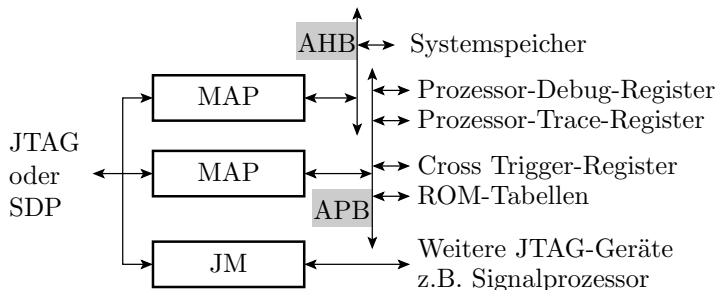 AHB
Systemspeicher
MAP
Prozessor-Debug-Register
Prozessor-Trace-Register
JTAG
oder
SDP
MAP
Cross Trigger-Register
ROM-Tabellen
APB
JM
Weitere JTAG-Geräte
z.B. Signalprozessor